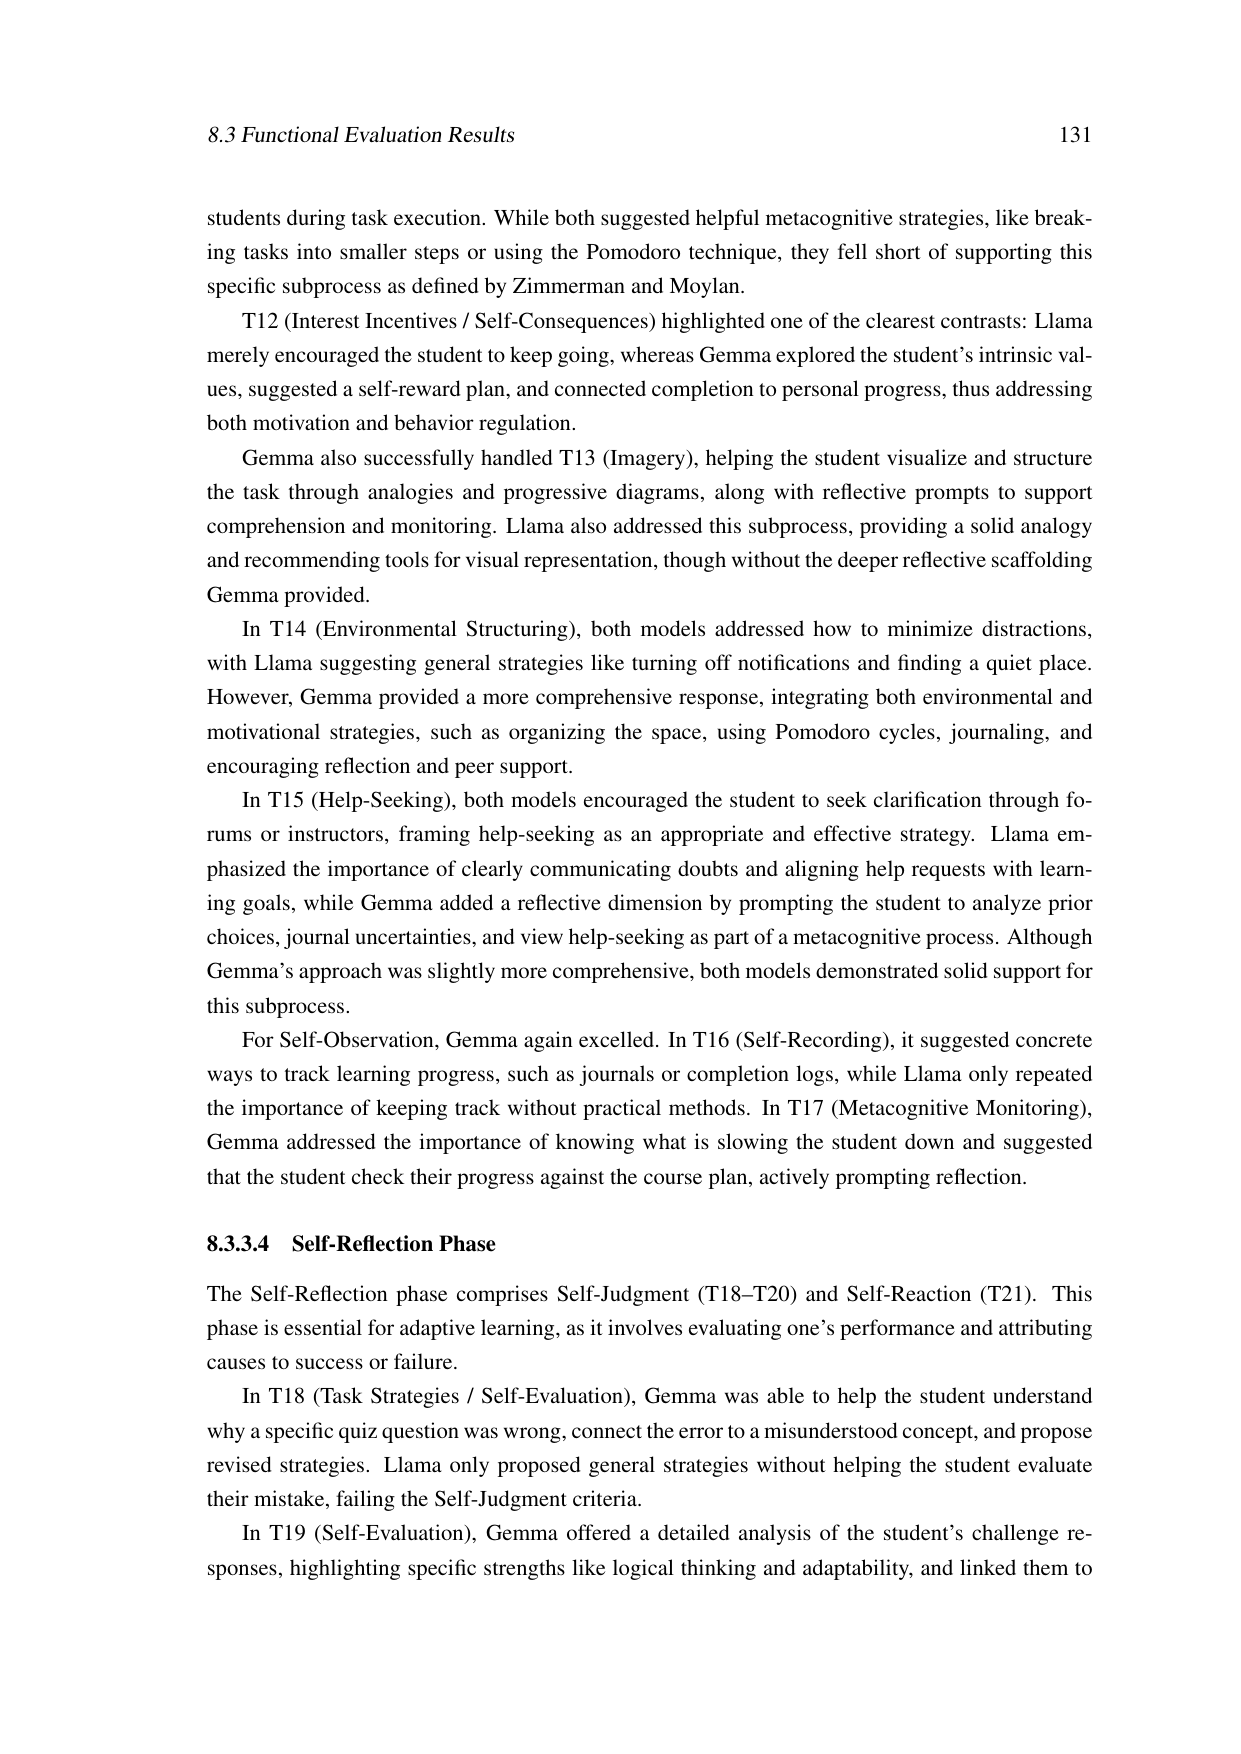 8.3 Functional Evaluation Results 131
students during task execution. While both suggested helpful metacognitive strategies, like break-
ing tasks into smaller steps or using the Pomodoro technique, they fell short of supporting this
specific subprocess as defined by Zimmerman and Moylan.
T12 (Interest Incentives / Self-Consequences) highlighted one of the clearest contrasts: Llama
merely encouraged the student to keep going, whereas Gemma explored the student's intrinsic val-
ues, suggested a self-reward plan, and connected completion to personal progress, thus addressing
both motivation and behavior regulation.
Gemma also successfully handled T13 (Imagery), helping the student visualize and structure
the task through analogies and progressive diagrams, along with reflective prompts to support
comprehension and monitoring. Llama also addressed this subprocess, providing a solid analogy
and recommending tools for visual representation, though without the deeper reflective scaffolding
Gemma provided.
In T14 (Environmental Structuring), both models addressed how to minimize distractions,
with Llama suggesting general strategies like turning off notifications and finding a quiet place.
However, Gemma provided a more comprehensive response, integrating both environmental and
motivational strategies, such as organizing the space, using Pomodoro cycles, journaling, and
encouraging reflection and peer support.
In T15 (Help-Seeking), both models encouraged the student to seek clarification through fo-
rums or instructors, framing help-seeking as an appropriate and effective strategy. Llama em-
phasized the importance of clearly communicating doubts and aligning help requests with learn-
ing goals, while Gemma added a reflective dimension by prompting the student to analyze prior
choices, journal uncertainties, and view help-seeking as part of a metacognitive process. Although
Gemma's approach was slightly more comprehensive, both models demonstrated solid support for
this subprocess.
For Self-Observation, Gemma again excelled. In T16 (Self-Recording), it suggested concrete
ways to track learning progress, such as journals or completion logs, while Llama only repeated
the importance of keeping track without practical methods. In T17 (Metacognitive Monitoring),
Gemma addressed the importance of knowing what is slowing the student down and suggested
that the student check their progress against the course plan, actively prompting reflection.
8.3.3.4 Self-Reflection Phase
The Self-Reflection phase comprises Self-Judgment (T18–T20) and Self-Reaction (T21). This
phase is essential for adaptive learning, as it involves evaluating one's performance and attributing
causes to success or failure.
In T18 (Task Strategies / Self-Evaluation), Gemma was able to help the student understand
why a specific quiz question was wrong, connect the error to a misunderstood concept, and propose
revised strategies. Llama only proposed general strategies without helping the student evaluate
their mistake, failing the Self-Judgment criteria.
In T19 (Self-Evaluation), Gemma offered a detailed analysis of the student's challenge re-
sponses, highlighting specific strengths like logical thinking and adaptability, and linked them to